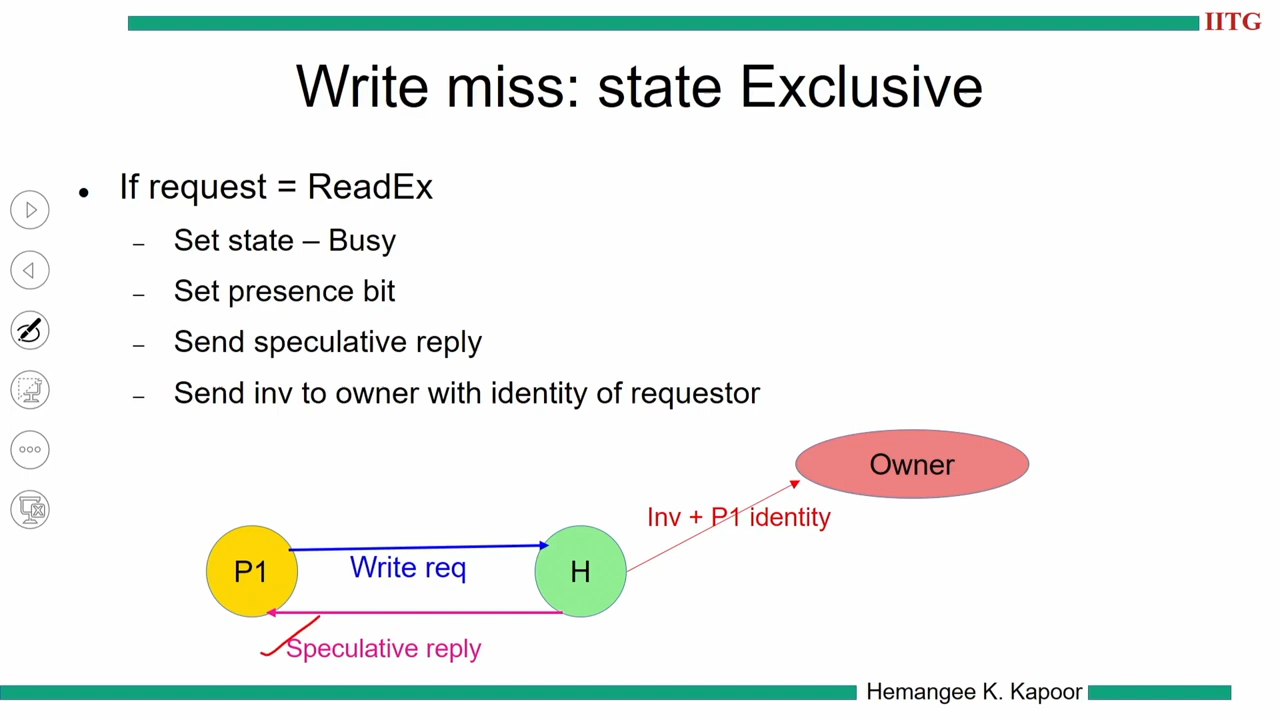 IITG
Write miss: state Exclusive
If request = ReadEx
– Set state – Busy
– Set presence bit
– Send speculative reply
– Send inv to owner with identity of requestor
Owner
Inv + P1 identity
P1
Write req
H
Speculative reply
Hemangee K. Kapoor